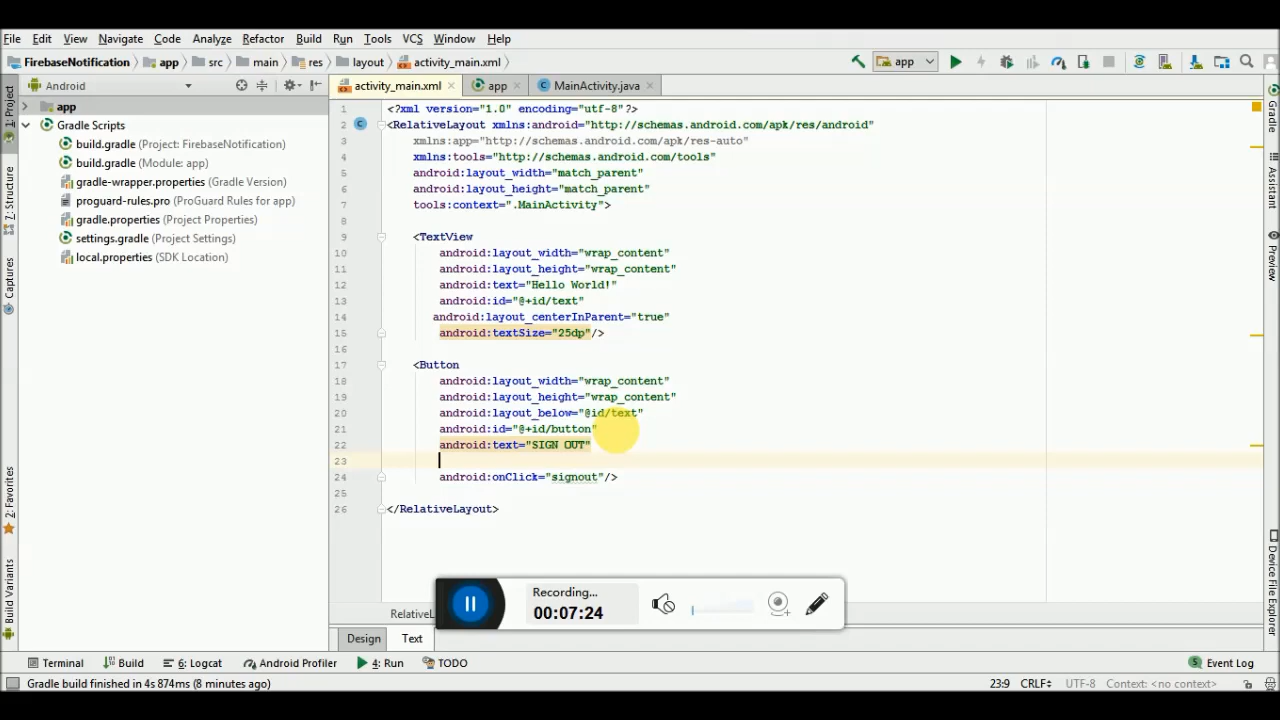 File Edit View Navigate Code Analyze Refactor Build Run Tools VCS Window Help
FirebaseNotification app src main res layout activity_main.xml app
Android activity_main.xml app MainActivity.java
1: Project
7: Structure
Captures
2: Favorites
Build Variants
app
Gradle Scripts
build.gradle (Project: FirebaseNotification)
build.gradle (Module: app)
gradle-wrapper.properties (Gradle Version)
proguard-rules.pro (ProGuard Rules for app)
gradle.properties (Project Properties)
settings.gradle (Project Settings)
local.properties (SDK Location)
1 <?xml version="1.0" encoding="utf-8"?>
2 <RelativeLayout xmlns:android="http://schemas.android.com/apk/res/android"
3 xmlns:app="http://schemas.android.com/apk/res-auto"
4 xmlns:tools="http://schemas.android.com/tools"
5 android:layout_width="match_parent"
6 android:layout_height="match_parent"
7 tools:context=".MainActivity">
8
9 <TextView
10 android:layout_width="wrap_content"
11 android:layout_height="wrap_content"
12 android:text="Hello World!"
13 android:id="@+id/text"
14 android:layout_centerInParent="true"
15 android:textSize="25dp"/>
16
17 <Button
18 android:layout_width="wrap_content"
19 android:layout_height="wrap_content"
20 android:layout_below="@id/text"
21 android:id="@+id/button"
22 android:text="SIGN OUT"
23
24 android:onClick="signout"/>
25
26 </RelativeLayout>
Gradle
Assistant
Preview
Device File Explorer
Recording...
00:07:24
RelativeL
Design Text
Terminal Build 6: Logcat Android Profiler 4: Run TODO Event Log
Gradle build finished in 4s 874ms (8 minutes ago) 23:9 CRLF UTF-8 Context: <no context>